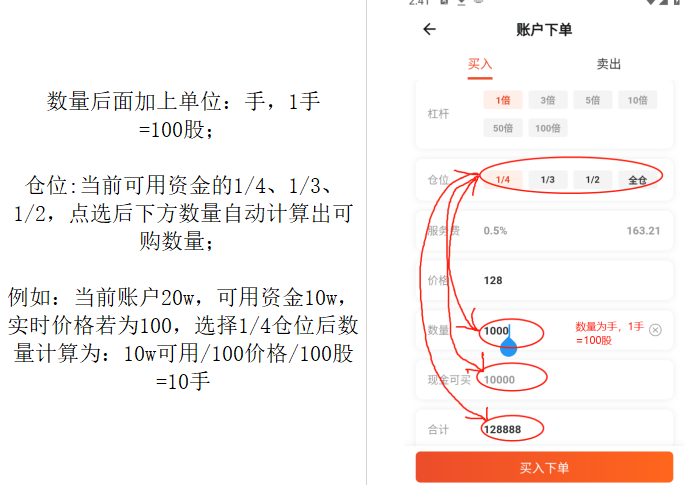 数量后面加上单位：手，1手
=100股；
仓位:当前可用资金的1/4、1/3、
1/2，点选后下方数量自动计算出可
购数量；
例如：当前账户20w，可用资金10w，
实时价格若为100，选择1/4仓位后数
量计算为：10w可用/100价格/100股
=10手
账户下单
买入 卖出
杠杆 1倍 3倍 5倍 10倍
50倍 100倍
仓位 1/4 1/3 1/2 全仓
服务费 0.5% 163.21
价格 128
数量 1000 数量为手，1手
=100股
现金可买 10000
合计 128888
买入下单